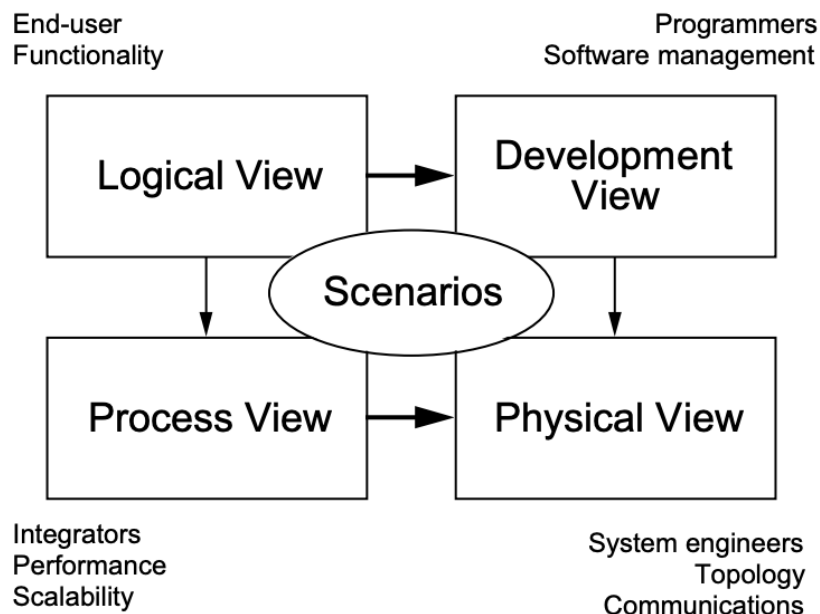 End-user
Functionality
Programmers
Software management
Logical View
Development
View
Scenarios
Process View
Physical View
Integrators
Performance
Scalability
System engineers
Topology
Communications